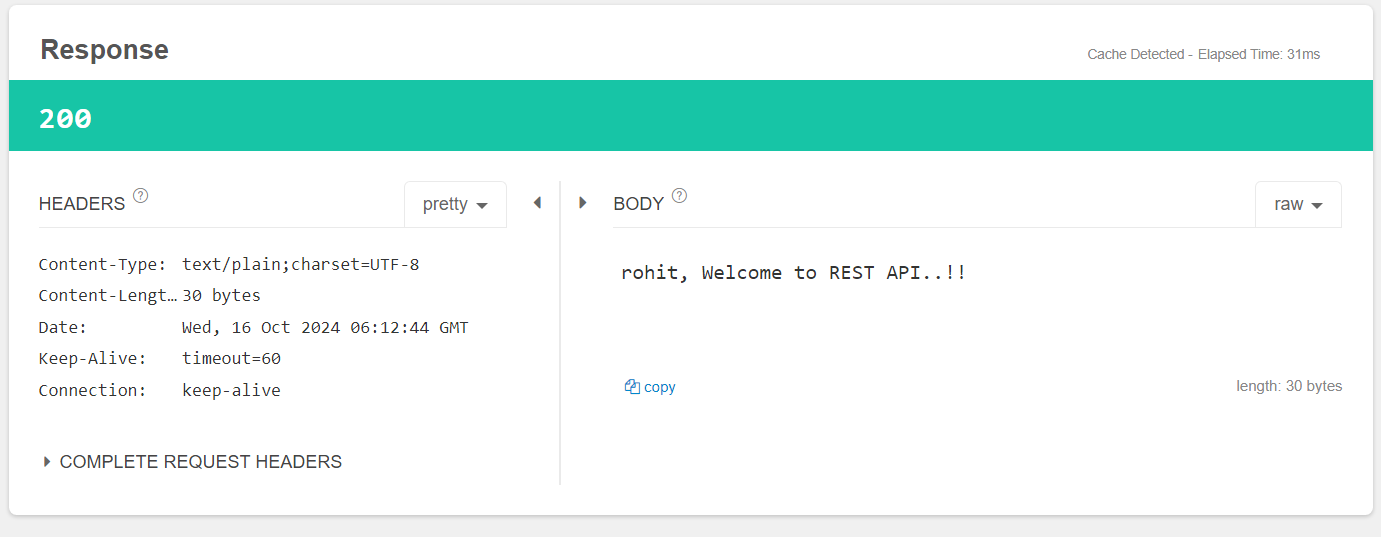 Response
Cache Detected - Elapsed Time: 31ms
200
HEADERS ?
pretty
Content-Type: text/plain;charset=UTF-8
Content-Lengt… 30 bytes
Date: Wed, 16 Oct 2024 06:12:44 GMT
Keep-Alive: timeout=60
Connection: keep-alive
COMPLETE REQUEST HEADERS
BODY ?
raw
rohit, Welcome to REST API..!!
copy
length: 30 bytes